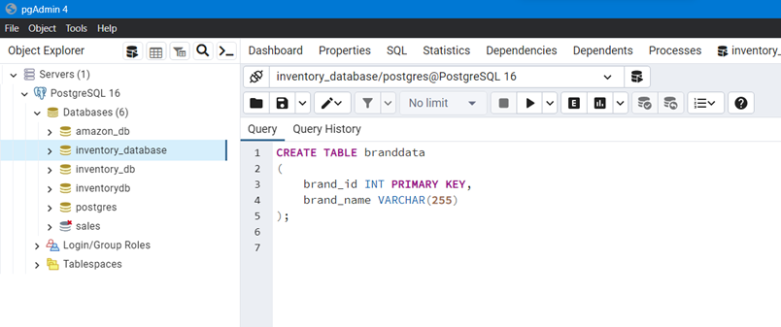 pgAdmin 4
File Object Tools Help
Object Explorer
Dashboard Properties SQL Statistics Dependencies Dependents Processes inventory_
Servers (1)
PostgreSQL 16
Databases (6)
amazon_db
inventory_database
inventory_db
inventorydb
postgres
sales
Login/Group Roles
Tablespaces
inventory_database/postgres@PostgreSQL 16
No limit
E
Query Query History
1 CREATE TABLE branddata
2 (
3 brand_id INT PRIMARY KEY,
4 brand_name VARCHAR(255)
5 );
6
7